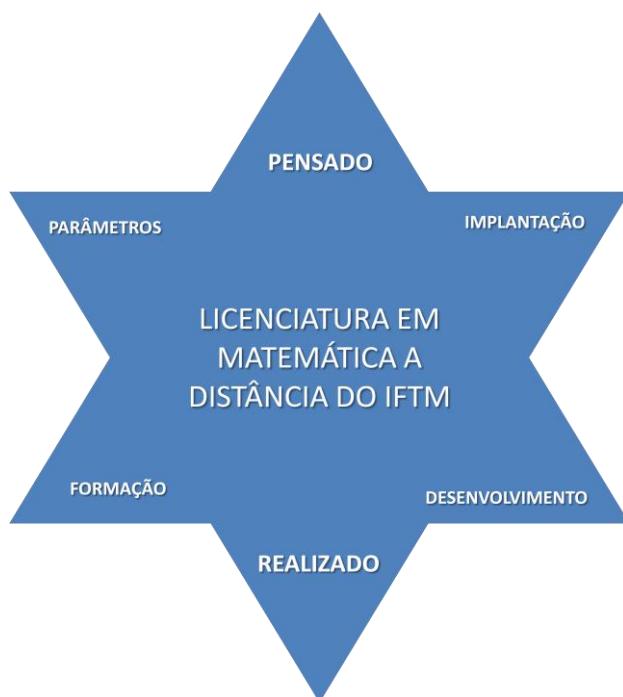 PENSADO
PARÂMETROS
IMPLANTAÇÃO
LICENCIATURA EM
MATEMÁTICA A
DISTÂNCIA DO IFTM
FORMAÇÃO
DESENVOLVIMENTO
REALIZADO